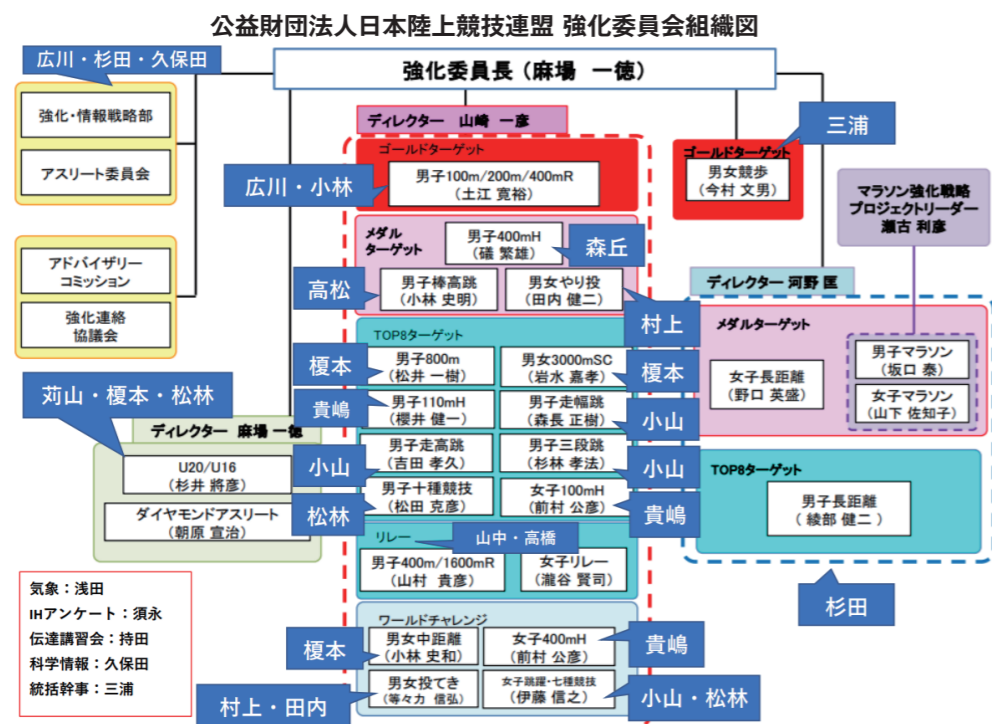 公益財団法人日本陸上競技連盟 強化委員会組織図
広川・杉田・久保田
強化委員長（麻場 一徳）
強化・情報戦略部
アスリート委員会
アドバイザリー
コミッション
強化連絡
協議会
ディレクター 山崎 一彦
ゴールドターゲット
男子100m/200m/400mR
(土江 寛裕)
広川・小林
三浦
ゴールドターゲット
男女競歩
(今村 文男)
マラソン強化戦略
プロジェクトリーダー
瀬古 利彦
メダル
ターゲット
男子400mH
(礒 繁雄)
森丘
高松
男子棒高跳
(小林 史明)
男女やり投
(田内 健二)
村上
ディレクター 河野 匡
メダルターゲット
女子長距離
(野口 英盛)
男子マラソン
(坂口 泰)
女子マラソン
(山下 佐知子)
TOP8ターゲット
榎本
男子800m
(松井 一樹)
男女3000mSC
(岩水 嘉孝)
榎本
貴嶋
男子110mH
(櫻井 健一)
男子走幅跳
(森長 正樹)
小山
小山
男子走高跳
(吉田 孝久)
男子三段跳
(杉林 孝法)
小山
松林
男子十種競技
(松田 克彦)
女子100mH
(前村 公彦)
貴嶋
苅山・榎本・松林
ディレクター 麻場 一徳
U20/U16
(杉井 將彦)
ダイヤモンドアスリート
(朝原 宣治)
TOP8ターゲット
男子長距離
( 綾部 健二 )
杉田
リレー
山中・高橋
男子400m/1600mR
(山村 貴彦)
女子リレー
(瀧谷 賢司)
ワールドチャレンジ
榎本
男女中距離
(小林 史和)
女子400mH
(前村 公彦)
貴嶋
村上・田内
男女投てき
(等々力 信弘)
女子跳躍・七種競技
(伊藤 信之)
小山・松林
気象：浅田
IHアンケート：須永
伝達講習会：持田
科学情報：久保田
統括幹事：三浦